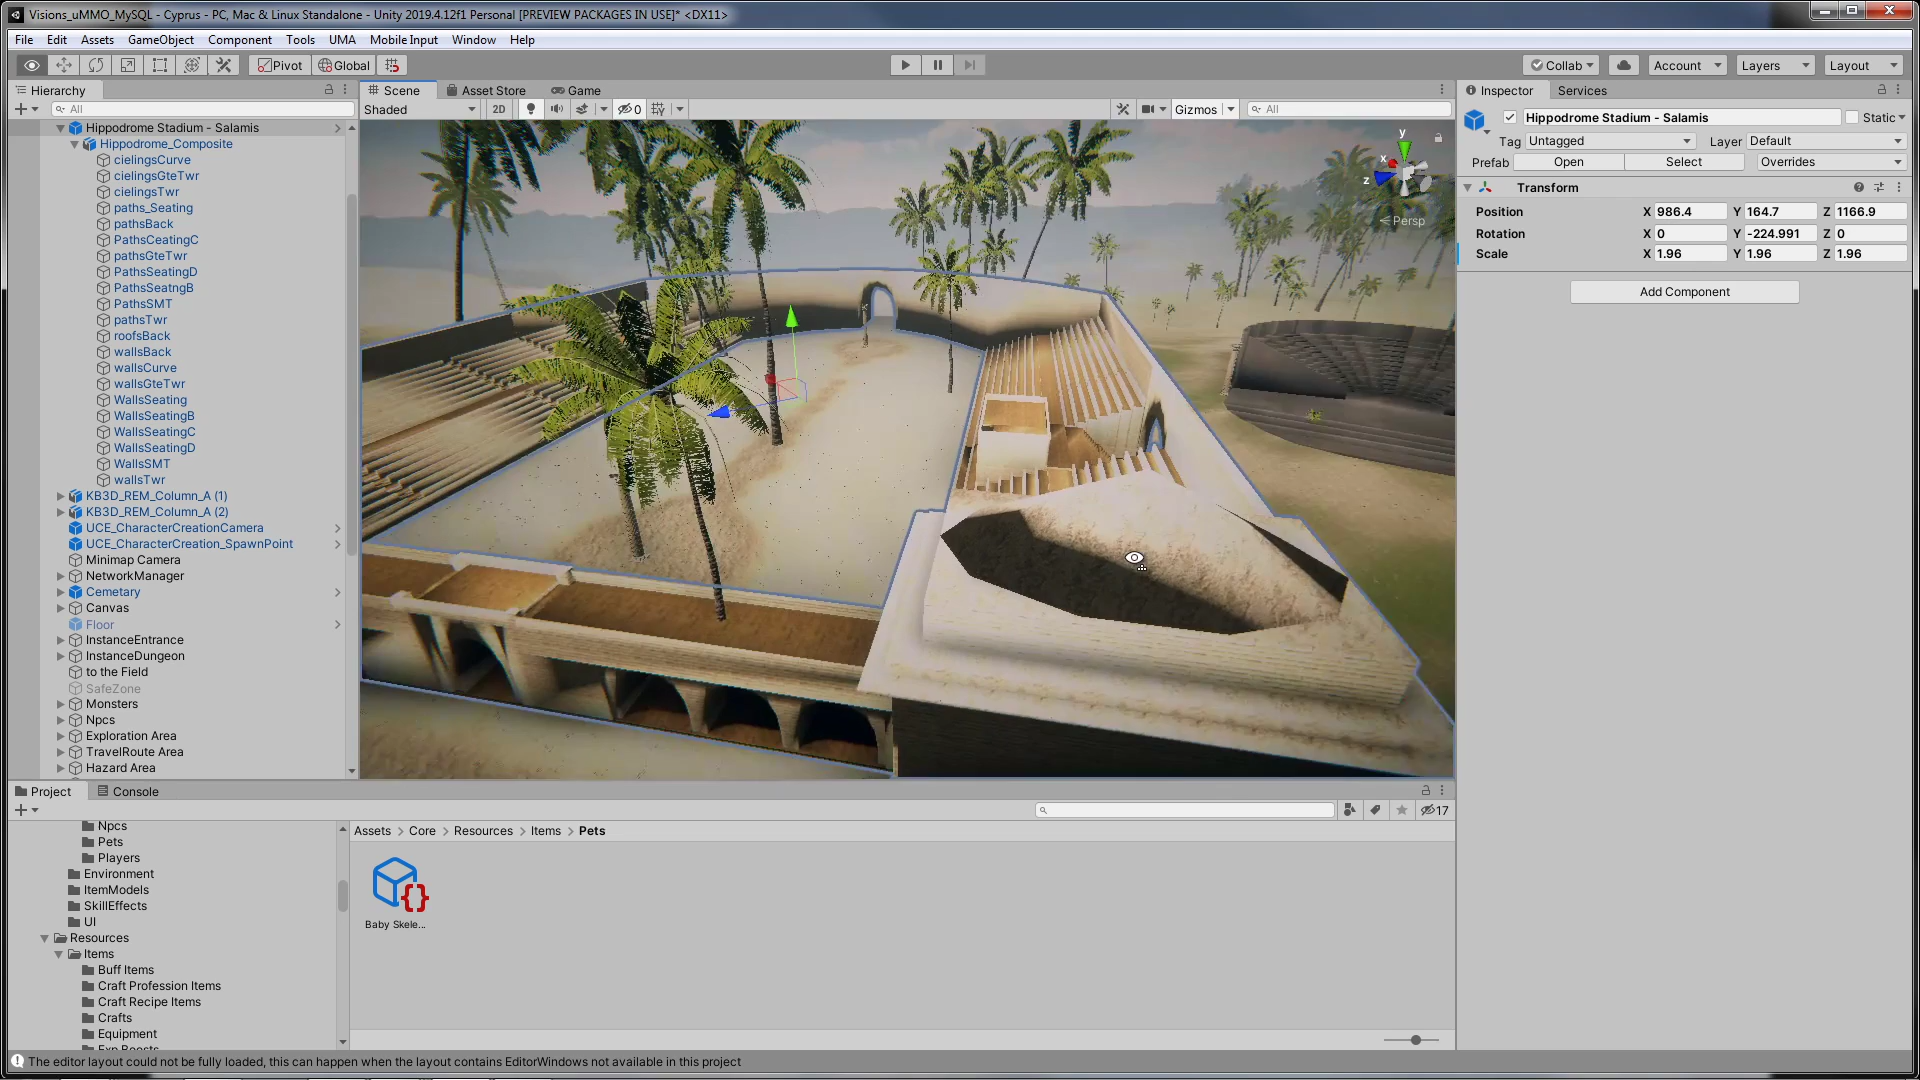 Visions_uMMO_MySQL - Cyprus - PC, Mac & Linux Standalone - Unity 2019.4.12f1 Personal [PREVIEW PACKAGES IN USE]* <DX11>
File Edit Assets GameObject Component Tools UMA Mobile Input Window Help
Pivot Global Collab Account Layers Layout
Hierarchy
All
Hippodrome Stadium - Salamis
Hippodrome_Composite
cielingsCurve
cielingsGteTwr
cielingsTwr
paths_Seating
pathsBack
PathsCeatingC
pathsGteTwr
PathsSeatingD
PathsSeatngB
PathsSMT
pathsTwr
roofsBack
wallsBack
wallsCurve
wallsGteTwr
WallsSeating
WallsSeatingB
WallsSeatingC
WallsSeatingD
WallsSMT
wallsTwr
KB3D_REM_Column_A (1)
KB3D_REM_Column_A (2)
UCE_CharacterCreationCamera
UCE_CharacterCreation_SpawnPoint
Minimap Camera
NetworkManager
Cemetary
Canvas
Floor
InstanceEntrance
InstanceDungeon
to the Field
SafeZone
Monsters
Npcs
Exploration Area
TravelRoute Area
Hazard Area
Scene Asset Store Game
Shaded 2D 0 Gizmos All
y
x
z
Persp
Inspector Services
Hippodrome Stadium - Salamis Static
Tag Untagged Layer Default
Prefab Open Select Overrides
Transform
Position X 986.4 Y 164.7 Z 1166.9
Rotation X 0 Y -224.991 Z 0
Scale X 1.96 Y 1.96 Z 1.96
Add Component
Project Console
17
Npcs
Pets
Players
Environment
ItemModels
SkillEffects
UI
Resources
Items
Buff Items
Craft Profession Items
Craft Recipe Items
Crafts
Equipment
Exp Boosts
Assets > Core > Resources > Items > Pets
Baby Skele...
The editor layout could not be fully loaded, this can happen when the layout contains EditorWindows not available in this project